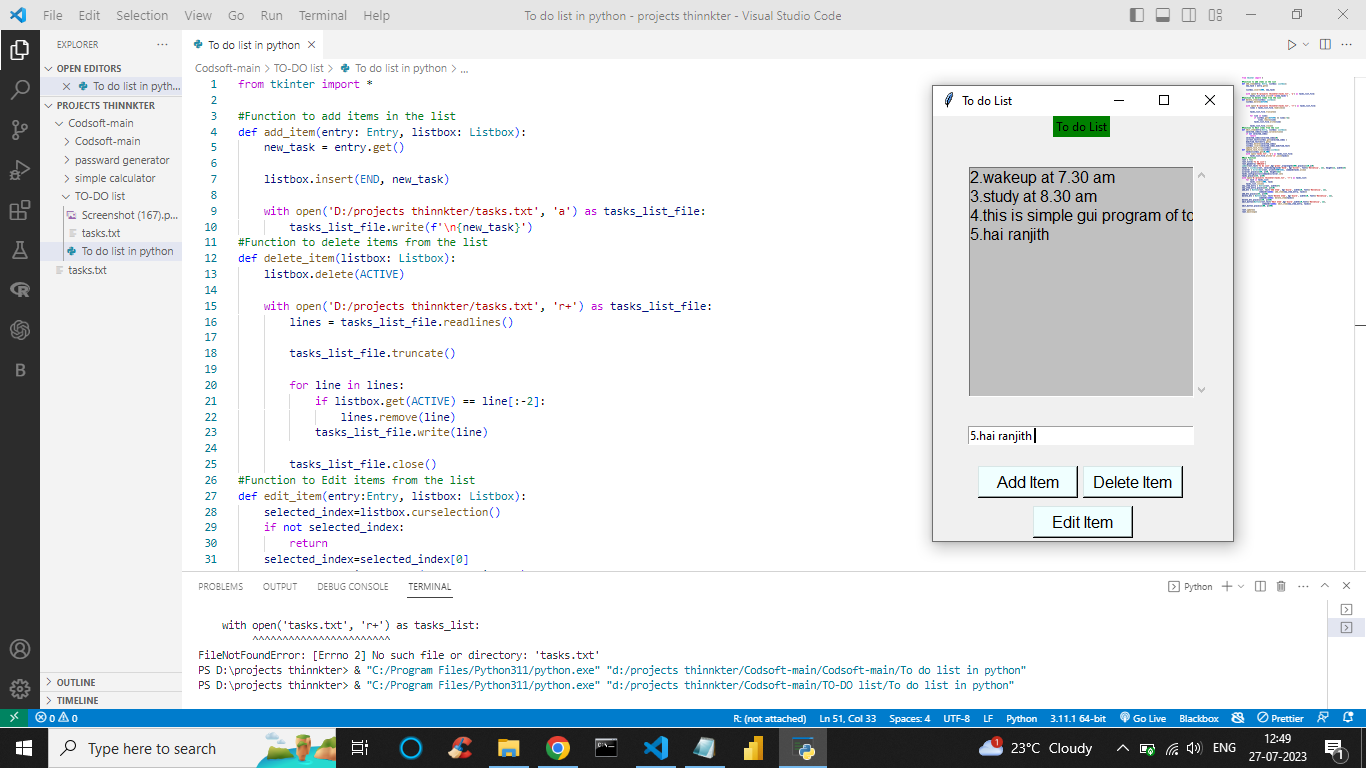 File Edit Selection View Go Run Terminal Help
To do list in python - projects thinnkter - Visual Studio Code
EXPLORER
OPEN EDITORS
To do list in pyth...
PROJECTS THINNKTER
Codsoft-main
Codsoft-main
passward generator
simple calculator
TO-DO list
Screenshot (167).p...
tasks.txt
To do list in python
tasks.txt
OUTLINE
TIMELINE
To do list in python
Codsoft-main > TO-DO list > To do list in python > ...
1 from tkinter import *
2
3 #Function to add items in the list
4 def add_item(entry: Entry, listbox: Listbox):
5 new_task = entry.get()
6
7 listbox.insert(END, new_task)
8
9 with open('D:/projects thinnkter/tasks.txt', 'a') as tasks_list_file:
10 tasks_list_file.write(f'\n{new_task}')
11 #Function to delete items from the list
12 def delete_item(listbox: Listbox):
13 listbox.delete(ACTIVE)
14
15 with open('D:/projects thinnkter/tasks.txt', 'r+') as tasks_list_file:
16 lines = tasks_list_file.readlines()
17
18 tasks_list_file.truncate()
19
20 for line in lines:
21 if listbox.get(ACTIVE) == line[:-2]:
22 lines.remove(line)
23 tasks_list_file.write(line)
24
25 tasks_list_file.close()
26 #Function to Edit items from the list
27 def edit_item(entry:Entry, listbox: Listbox):
28 selected_index=listbox.curselection()
29 if not selected_index:
30 return
31 selected_index=selected_index[0]
To do List
To do List
2.wakeup at 7.30 am
3.study at 8.30 am
4.this is simple gui program of to
5.hai ranjith
5.hai ranjith
Add Item Delete Item
Edit Item
PROBLEMS OUTPUT DEBUG CONSOLE TERMINAL
Python
with open('tasks.txt', 'r+') as tasks_list:
^^^^^^^^^^^^^^^^^^^^^^
FileNotFoundError: [Errno 2] No such file or directory: 'tasks.txt'
PS D:\projects thinnkter> & "C:/Program Files/Python311/python.exe" "d:/projects thinnkter/Codsoft-main/Codsoft-main/To do list in python"
PS D:\projects thinnkter> & "C:/Program Files/Python311/python.exe" "d:/projects thinnkter/Codsoft-main/TO-DO list/To do list in python"
0 0 R: (not attached) Ln 51, Col 33 Spaces: 4 UTF-8 LF Python 3.11.1 64-bit Go Live Blackbox Prettier
Type here to search
1 23°C Cloudy ENG 12:49
27-07-2023 1